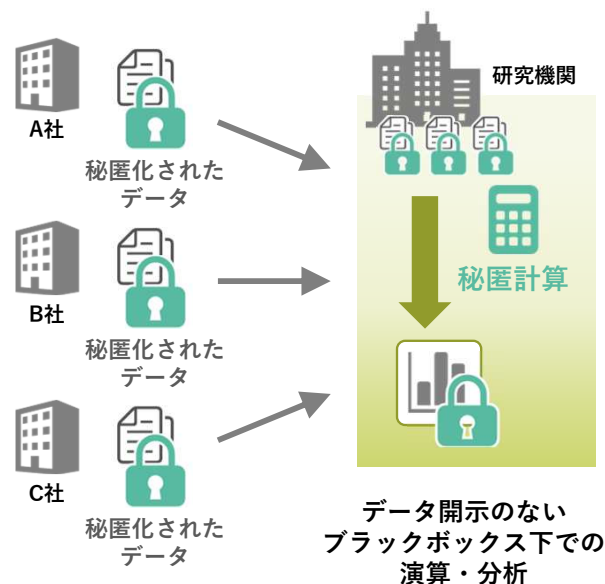 A社
秘匿化された
データ
B社
秘匿化された
データ
C社
秘匿化された
データ
研究機関
秘匿計算
データ開示のない
ブラックボックス下での
演算・分析